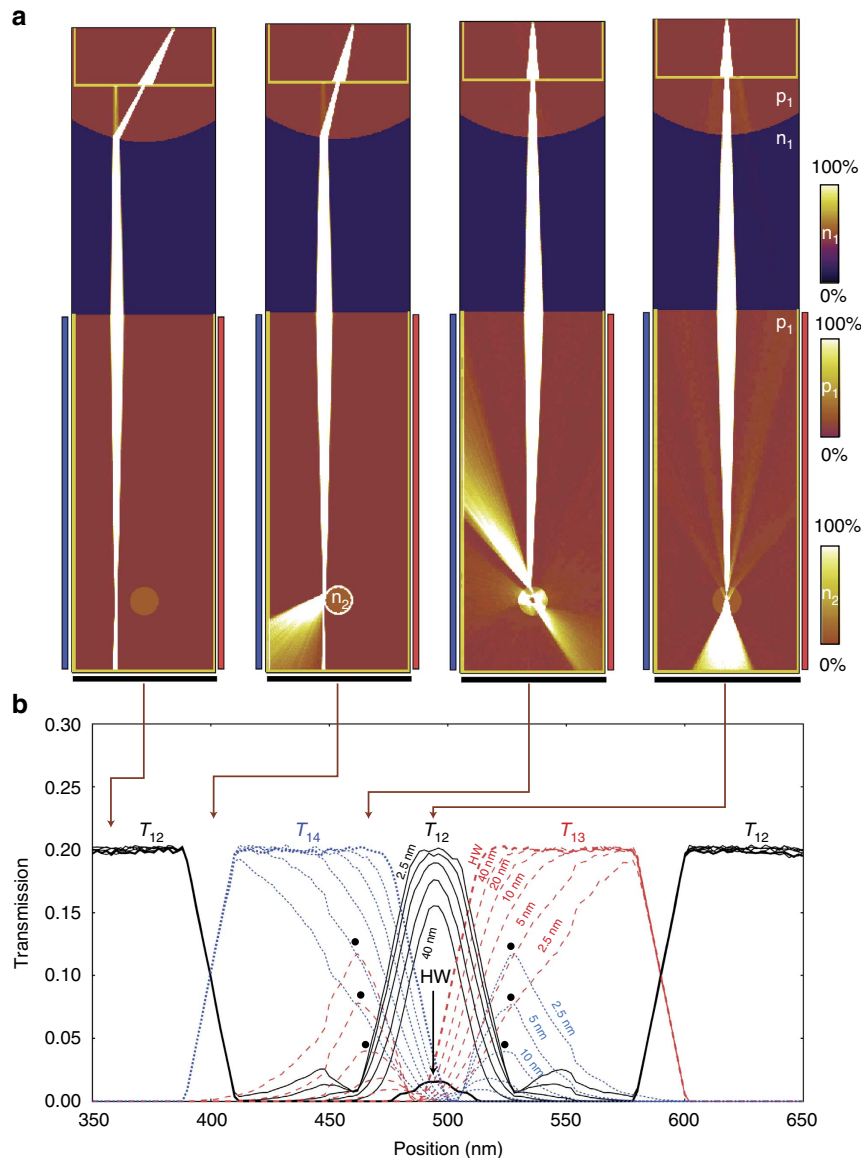 a
p1
n1
100%
n1
0%
p1
100%
p1
0%
100%
n2
n2
0%
b
0.30
0.25
0.20
0.15
0.10
0.05
0.00
Transmission
T12
T14
T12
T13
T12
2.5 nm
40 nm
HW
HW
40 nm
20 nm
10 nm
5 nm
2.5 nm
2.5 nm
5 nm
10 nm
350
400
450
500
550
600
650
Position (nm)